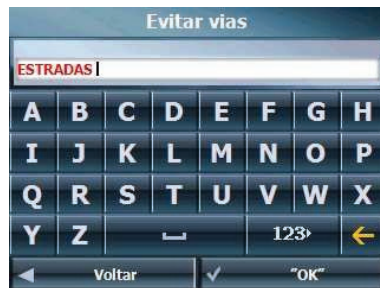 Evitar vias
ESTRADAS
A B C D E F G H
I J K L M N O P
Q R S T U V W X
Y Z 123
Voltar "OK"